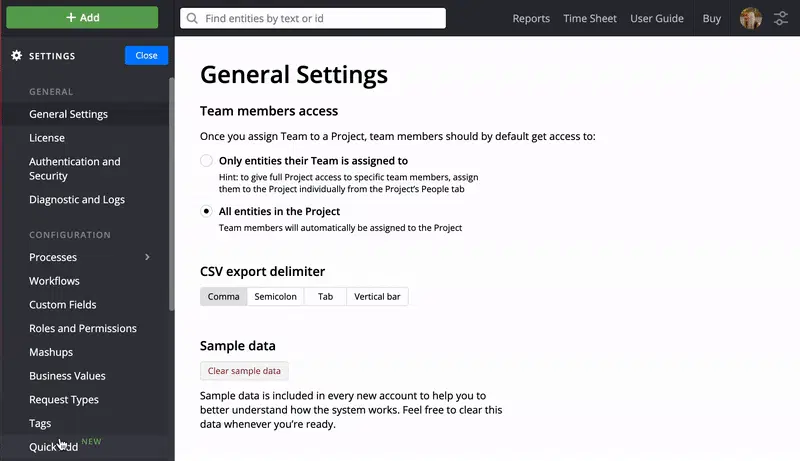 + Add
Find entities by text or id
Reports
Time Sheet
User Guide
Buy
SETTINGS
Close
GENERAL
General Settings
License
Authentication and
Security
Diagnostic and Logs
CONFIGURATION
Processes
Workflows
Custom Fields
Roles and Permissions
Mashups
Business Values
Request Types
Tags
Quick Add NEW
General Settings
Team members access
Once you assign Team to a Project, team members should by default get access to:
Only entities their Team is assigned to
Hint: to give full Project access to specific team members, assign
them to the Project individually from the Project's People tab
All entities in the Project
Team members will automatically be assigned to the Project
CSV export delimiter
Comma
Semicolon
Tab
Vertical bar
Sample data
Clear sample data
Sample data is included in every new account to help you to
better understand how the system works. Feel free to clear this
data whenever you're ready.